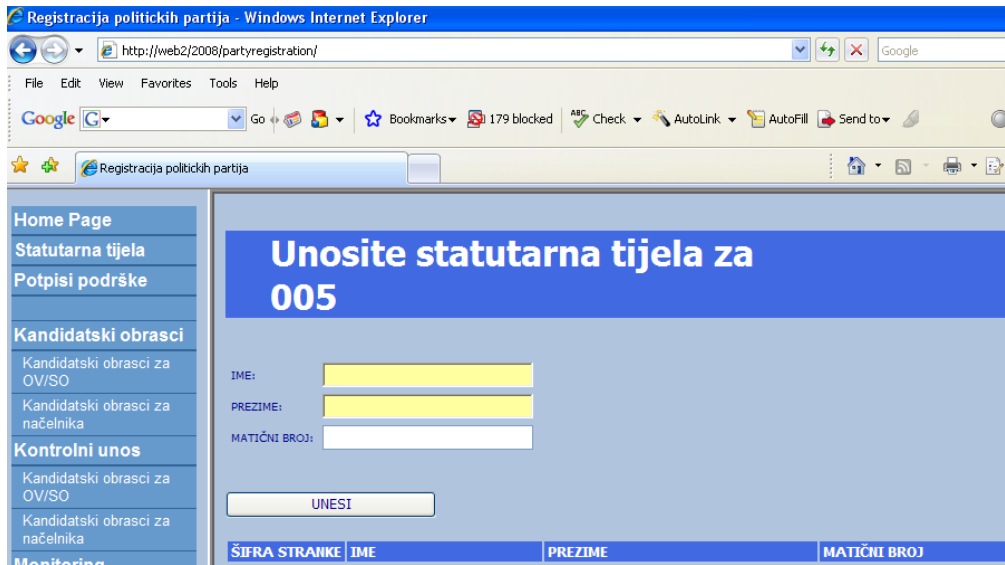 Registracija politickih partija - Windows Internet Explorer
http://web2/2008/partyregistration/
Google
File Edit View Favorites Tools Help
Google G Go Bookmarks 179 blocked ABC Check AutoLink AutoFill Send to
Registracija politickih partija
Home Page
Statutarna tijela
Potpisi podrške
Kandidatski obrasci
Kandidatski obrasci za
OV/SO
Kandidatski obrasci za
načelnika
Kontrolni unos
Kandidatski obrasci za
OV/SO
Kandidatski obrasci za
načelnika
Monitoring
Unosite statutarna tijela za
005
IME:
PREZIME:
MATIČNI BROJ:
UNESI
ŠIFRA STRANKE IME PREZIME MATIČNI BROJ